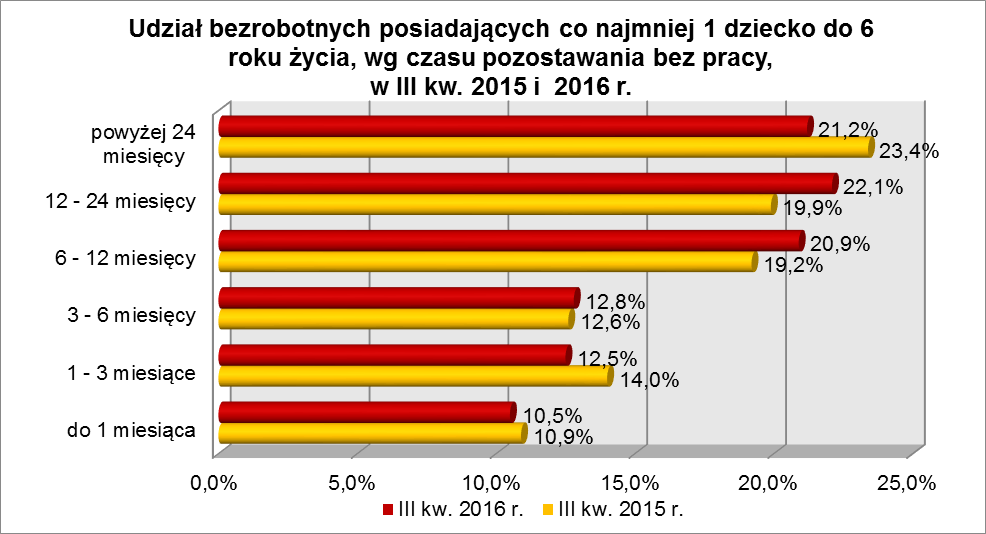 Udział bezrobotnych posiadających co najmniej 1 dziecko do 6
roku życia, wg czasu pozostawania bez pracy,
w III kw. 2015 i  2016 r.
powyżej 24
miesięcy
21,2%
23,4%
12 - 24 miesięcy
22,1%
19,9%
6 - 12 miesięcy
20,9%
19,2%
3 - 6 miesięcy
12,8%
12,6%
1 - 3 miesiące
12,5%
14,0%
do 1 miesiąca
10,5%
10,9%
0,0% 5,0% 10,0% 15,0% 20,0% 25,0%
III kw. 2016 r. III kw. 2015 r.